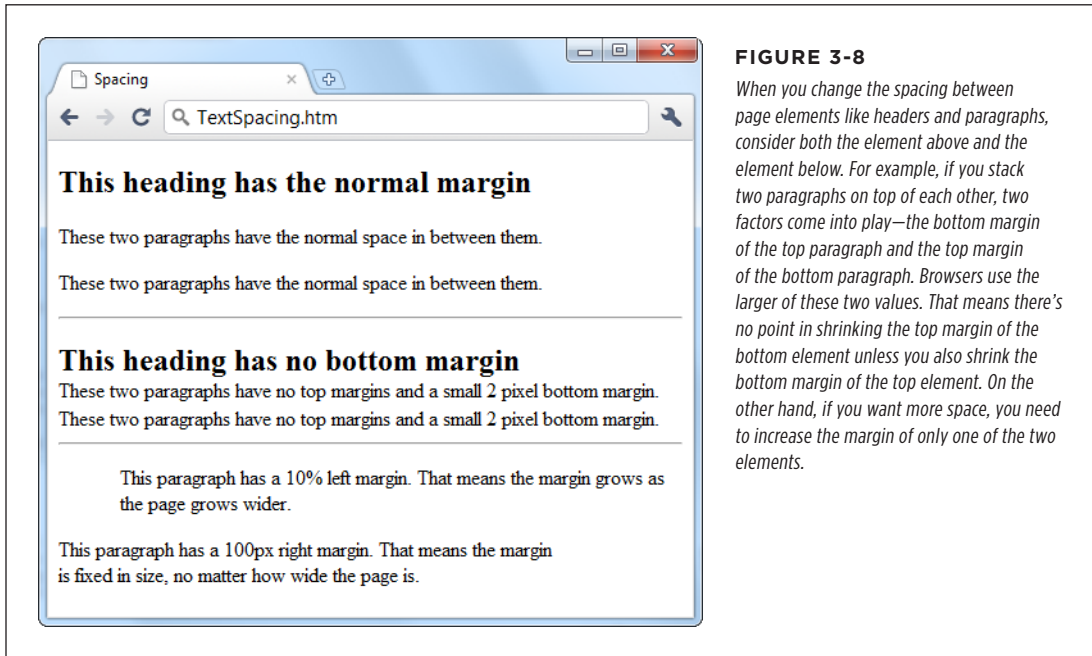 Spacing
TextSpacing.htm
This heading has the normal margin
These two paragraphs have the normal space in between them.
These two paragraphs have the normal space in between them.
This heading has no bottom margin
These two paragraphs have no top margins and a small 2 pixel bottom margin.
These two paragraphs have no top margins and a small 2 pixel bottom margin.
This paragraph has a 10% left margin. That means the margin grows as
the page grows wider.
This paragraph has a 100px right margin. That means the margin
is fixed in size, no matter how wide the page is.
FIGURE 3-8
When you change the spacing between
page elements like headers and paragraphs,
consider both the element above and the
element below. For example, if you stack
two paragraphs on top of each other, two
factors come into play—the bottom margin
of the top paragraph and the top margin
of the bottom paragraph. Browsers use the
larger of these two values. That means there's
no point in shrinking the top margin of the
bottom element unless you also shrink the
bottom margin of the top element. On the
other hand, if you want more space, you need
to increase the margin of only one of the two
elements.